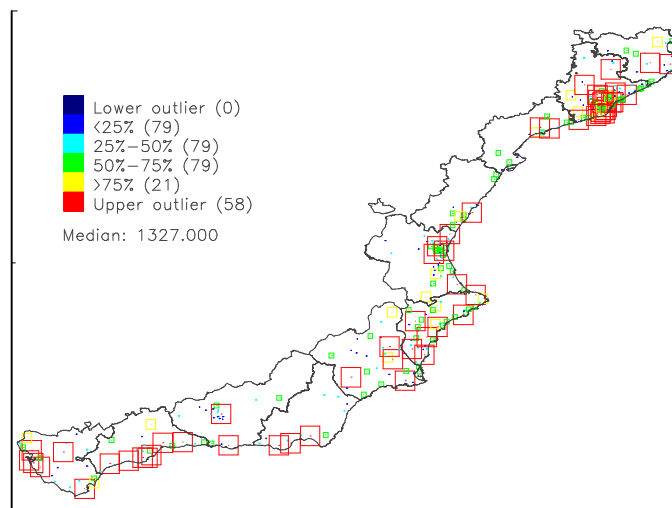 Lower outlier (0)
<25% (79)
25%-50% (79)
50%-75% (79)
>75% (21)
Upper outlier (58)
Median: 1327.000